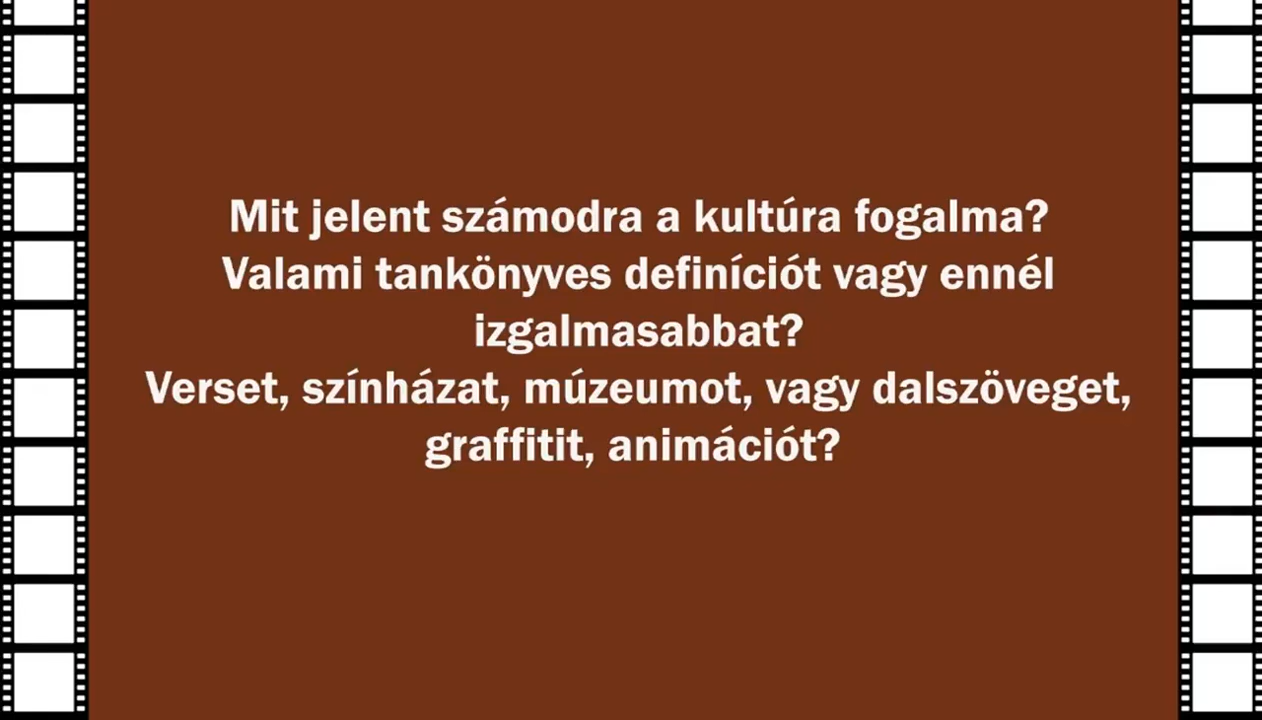 Mit jelent számodra a kultúra fogalma?
Valami tankönyves definíciót vagy ennél
izgalmasabbat?
Verset, színházat, múzeumot, vagy dalszöveget,
graffitit, animációt?